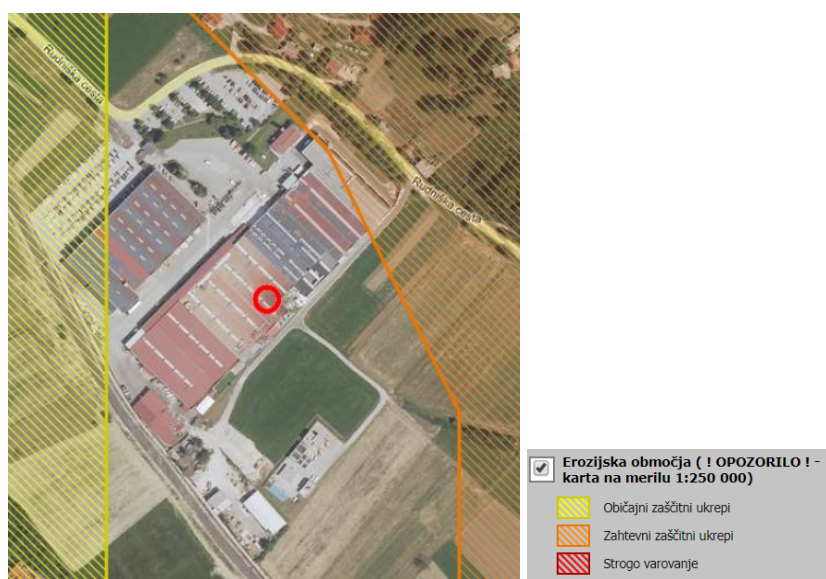 Rudniška cesta
Rudniška cesta
Erozijska območja ( ! OPOZORILO ! -
karta na merilu 1:250 000)
Običajni zaščitni ukrepi
Zahtevni zaščitni ukrepi
Strogo varovanje